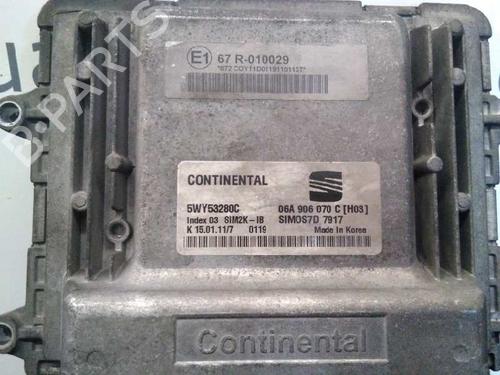 E1 67 R-010029
CONTINENTAL
5WY53280C 06A 906 070 C [H03]
Index 03 SIM2K-IB SIMOS7D 7917
K 15.01.11/7 0119 Made In Korea
Continental
B-PARTS